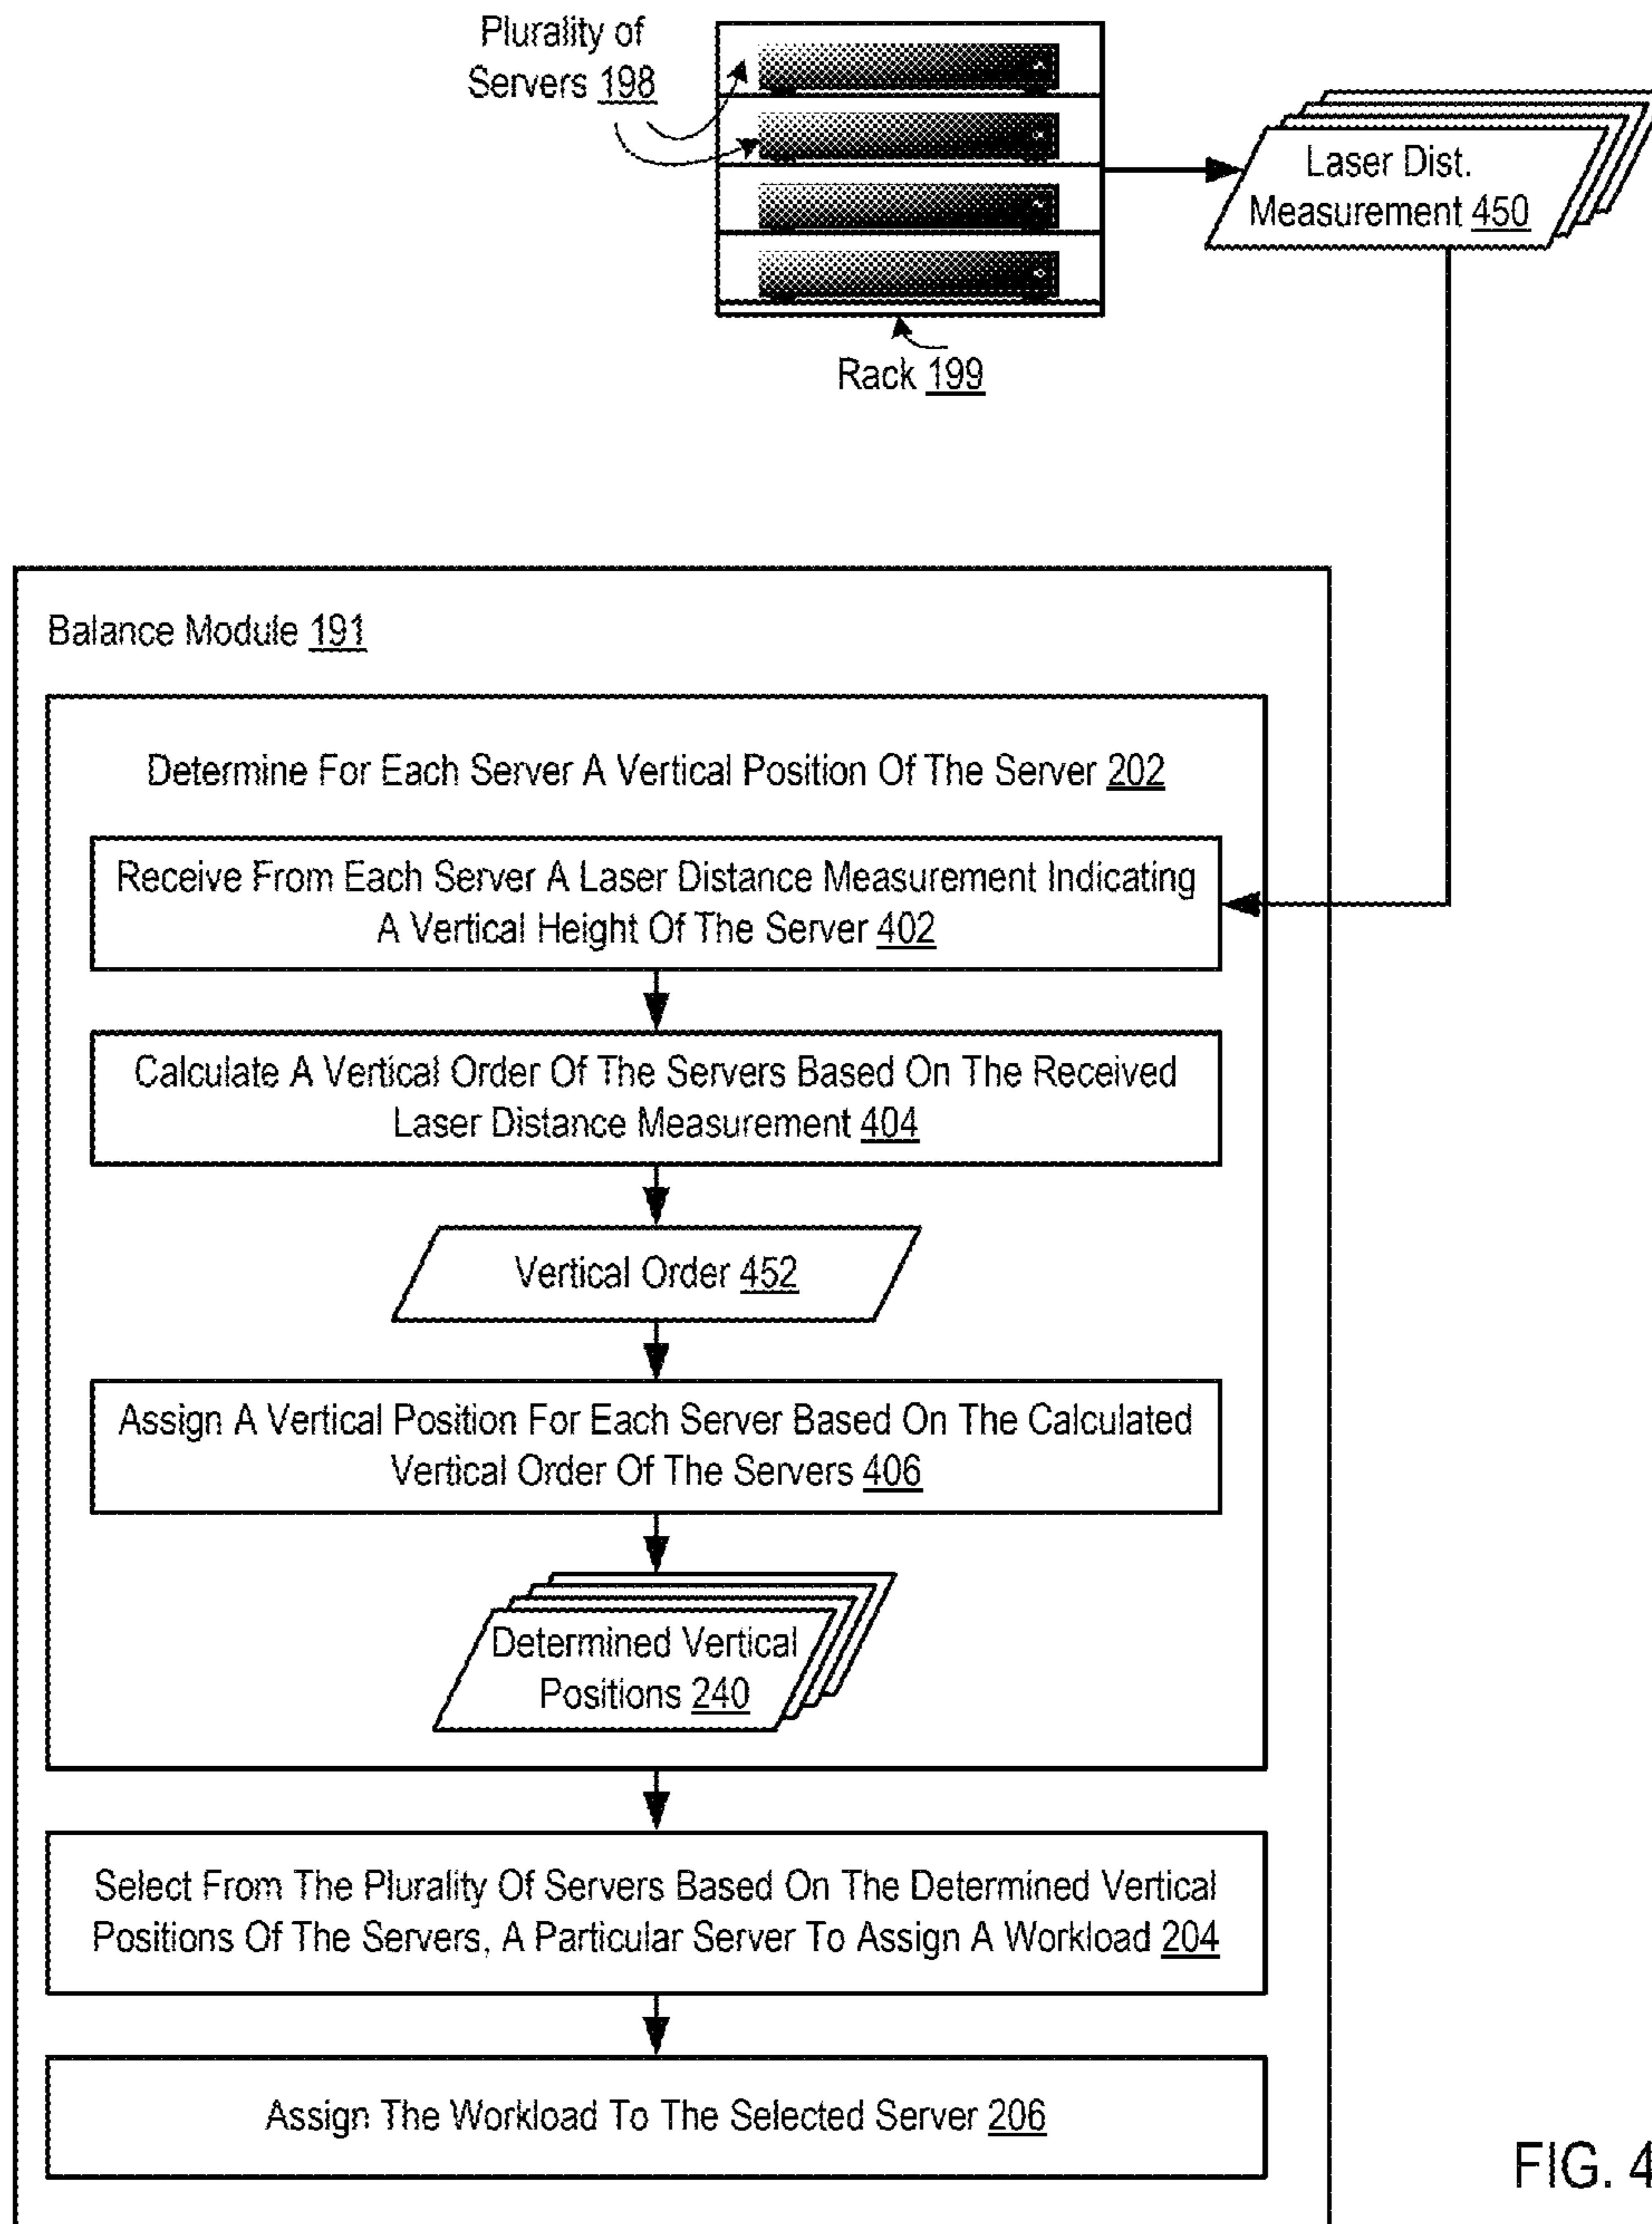 Plurality of
Servers 198
Laser Dist.
Measurement 450
Rack 199
Balance Module 191
Determine For Each Server A Vertical Position Of The Server 202
Receive From Each Server A Laser Distance Measurement Indicating
A Vertical Height Of The Server 402
Calculate A Vertical Order Of The Servers Based On The Received
Laser Distance Measurement 404
Vertical Order 452
Assign A Vertical Position For Each Server Based On The Calculated
Vertical Order Of The Servers 406
Determined Vertical
Positions 240
Select From The Plurality Of Servers Based On The Determined Vertical
Positions Of The Servers, A Particular Server To Assign A Workload 204
Assign The Workload To The Selected Server 206
FIG. 4